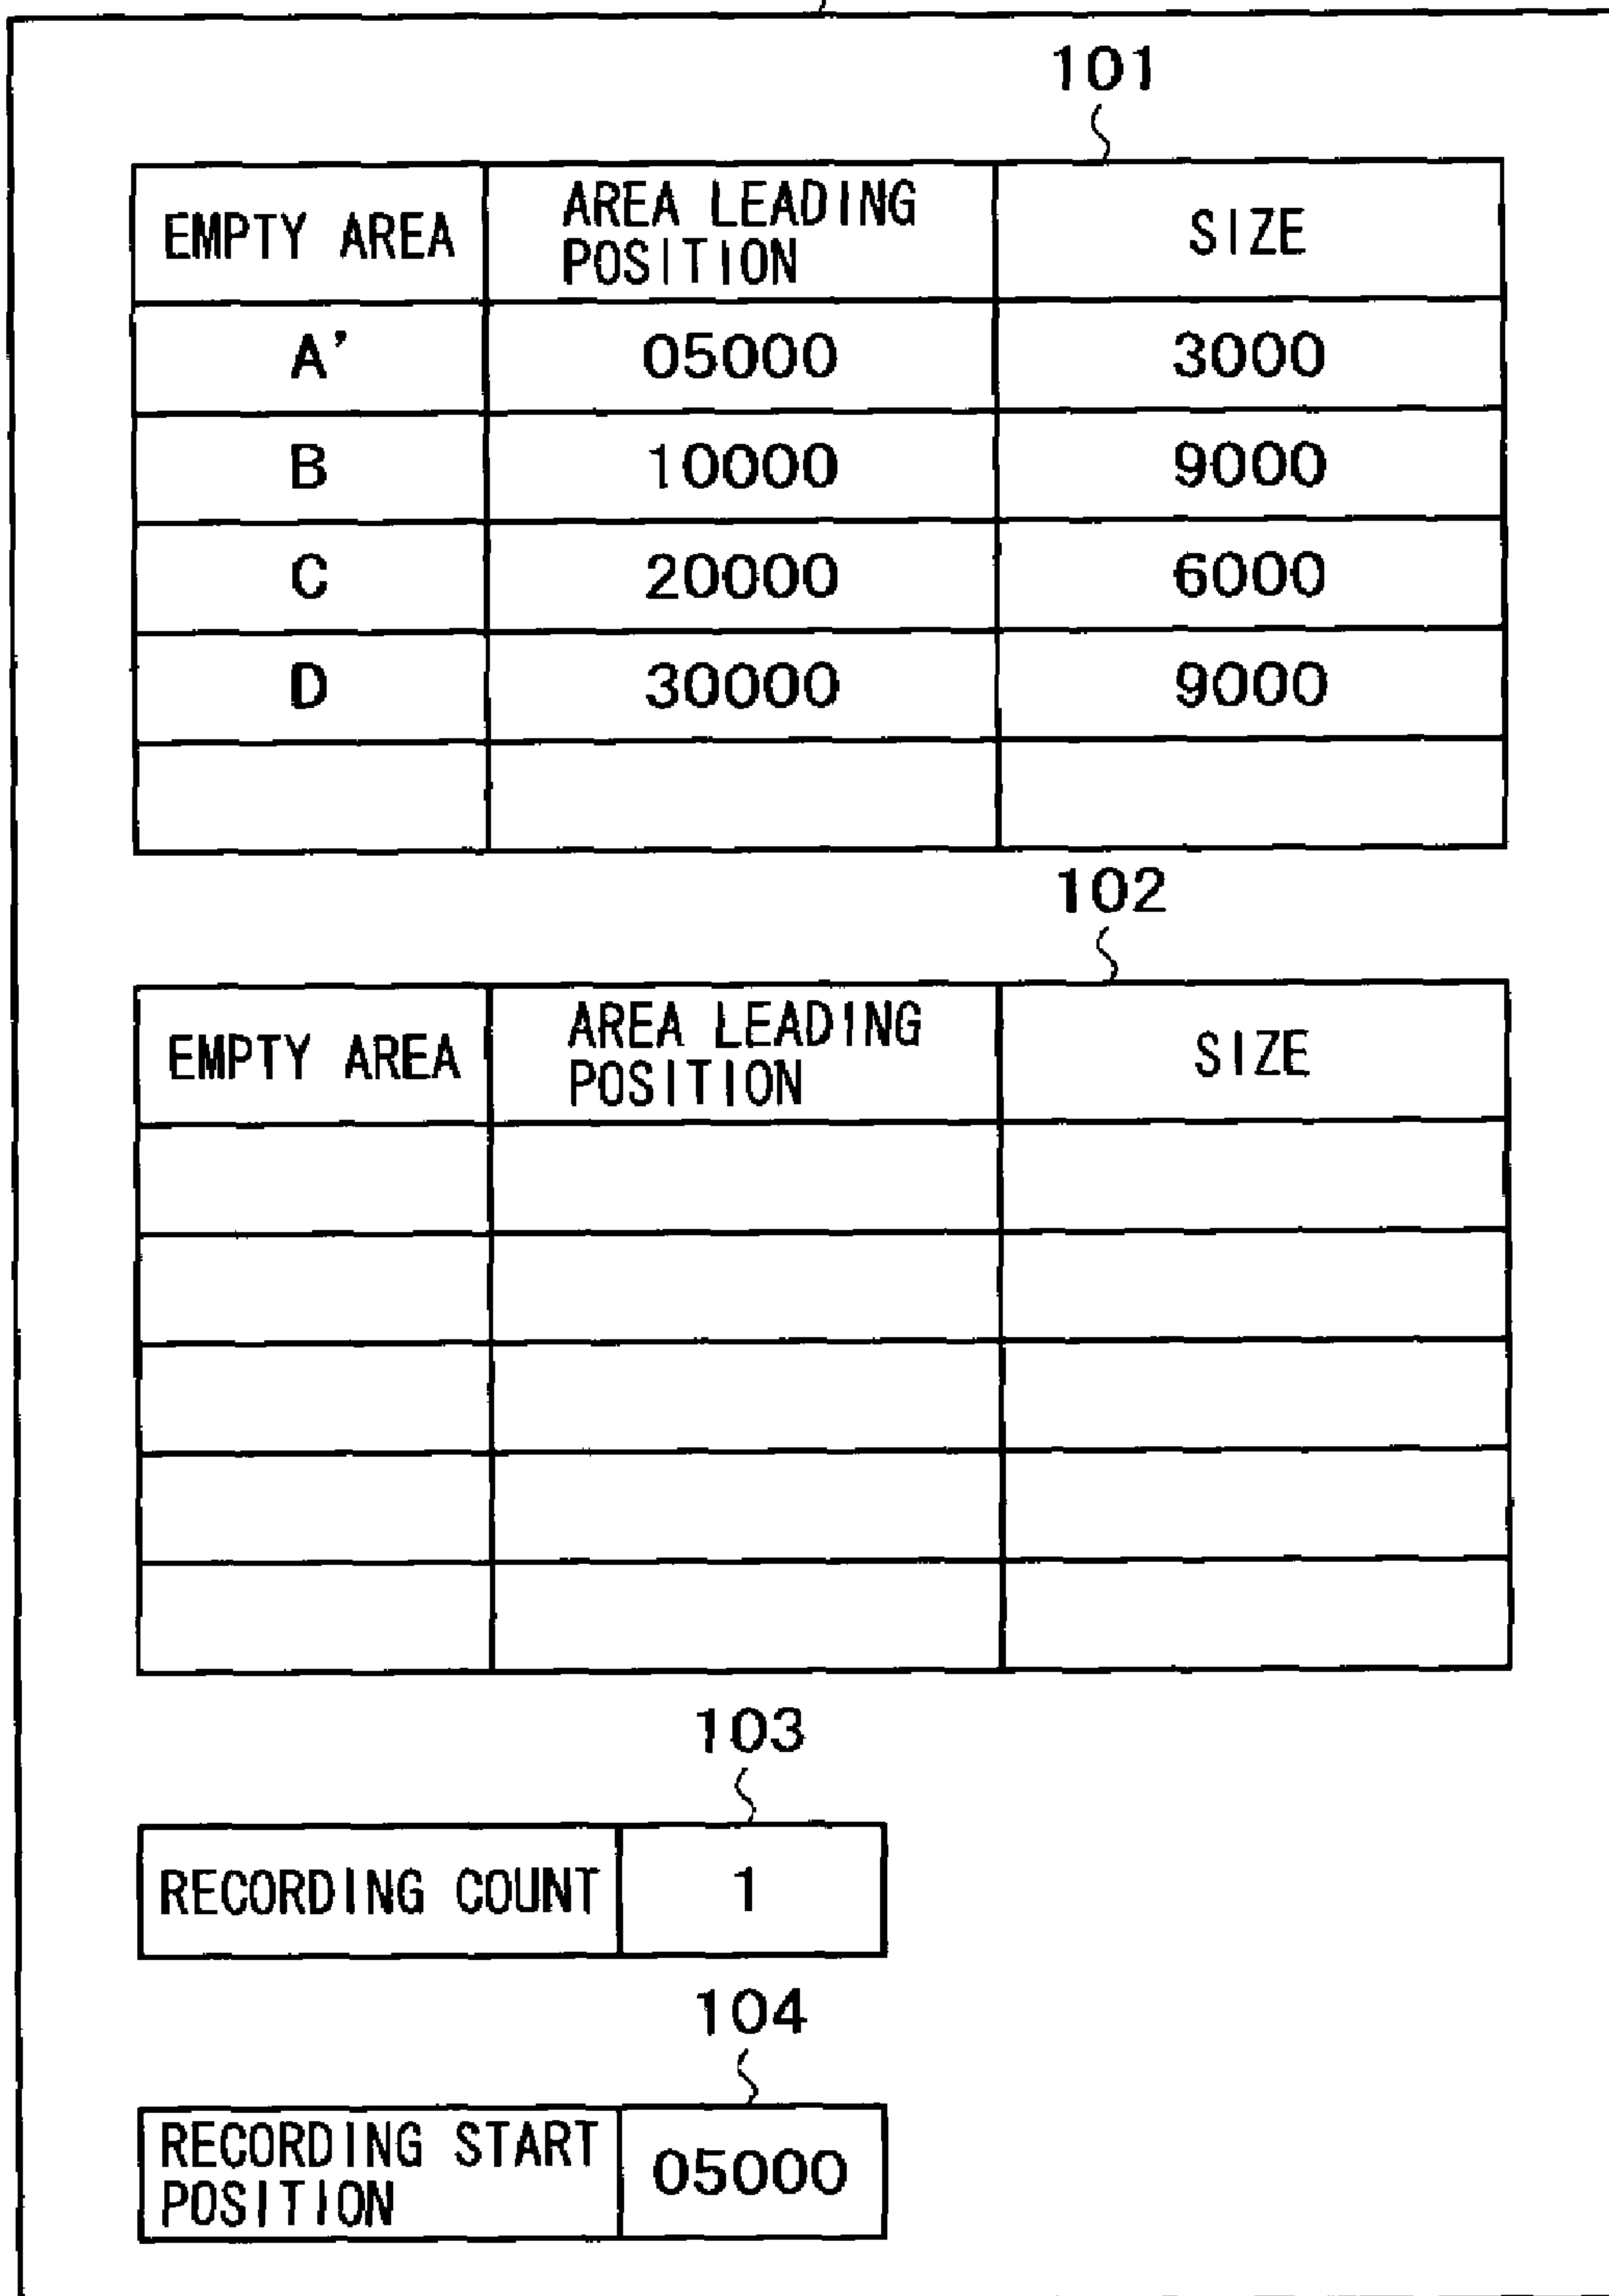 101
EMPTY AREA AREA LEADING POSITION SIZE
A' 05000 3000
B 10000 9000
C 20000 6000
D 30000 9000
102
EMPTY AREA AREA LEADING POSITION SIZE
103
RECORDING COUNT 1
104
RECORDING START POSITION 05000